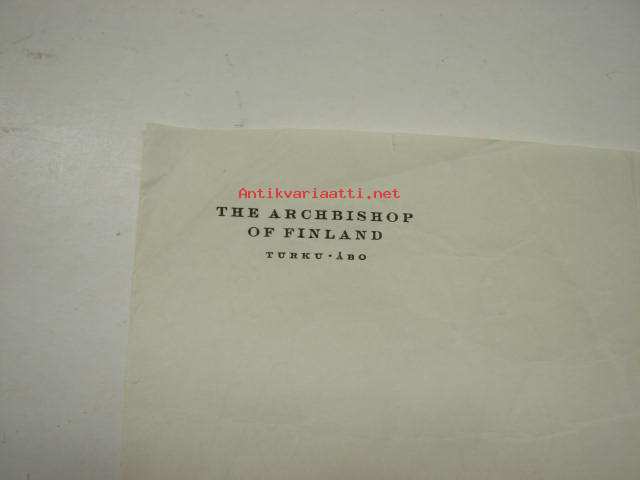 Antikvariaatti.net
THE ARCHBISHOP
OF FINLAND
TURKU · ÅBO